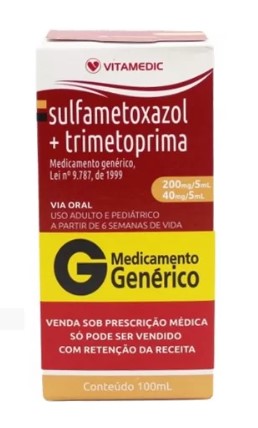 VITAMEDIC
sulfametoxazol
+ trimetoprima
Medicamento genérico,
Lei nº 9.787, de 1999
200mg/5mL
40mg/5mL
VIA ORAL
USO ADULTO E PEDIÁTRICO
A PARTIR DE 6 SEMANAS DE VIDA
G Medicamento
Genérico
VENDA SOB PRESCRIÇÃO MÉDICA
SÓ PODE SER VENDIDO
COM RETENÇÃO DA RECEITA
Conteúdo 100mL